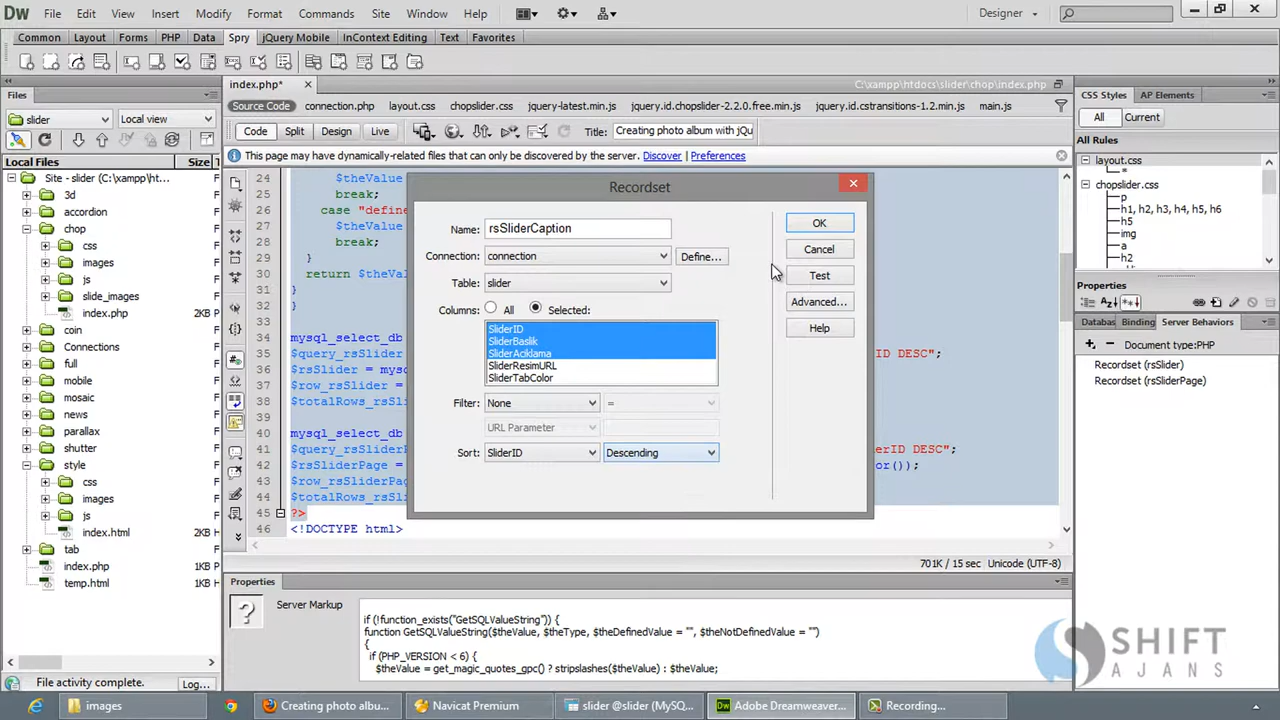 Dw File Edit View Insert Modify Format Commands Site Window Help Designer
Common Layout Forms PHP Data Spry jQuery Mobile InContext Editing Text Favorites
Files
slider Local view
Local Files Size
Site - slider (C:\xampp\ht...
3d F
accordion F
chop F
css F
images F
js F
slide_images F
index.php 2KB P
coin F
Connections F
full F
mobile F
mosaic F
news F
parallax F
shutter F
style F
css F
images F
js F
index.html 2KB F
tab F
index.php 1KB F
temp.html 2KB F
File activity complete. Log...
index.php* C:\xampp\htdocs\slider\chop\index.php
Source Code connection.php layout.css chopslider.css jquery-latest.min.js jquery.id.chopslider-2.2.0.free.min.js jquery.id.cstransitions-1.2.min.js main.js
Code Split Design Live Title: Creating photo album with jQu
This page may have dynamically-related files that can only be discovered by the server. Discover | Preferences
24 $theValue
25 break;
26 case "define
27 $theValue
28 break;
29 }
30 return $theVal
31 }
32 }
33
34 mysql_select_db
35 $query_rsSlider ID DESC";
36 $rsSlider = mys
37 $row_rsSlider =
38 $totalRows_rsSl
39
40 mysql_select_db
41 $query_rsSliderP erID DESC";
42 $rsSliderPage = or());
43 $row_rsSliderPa
44 $totalRows_rsSl
45 ?>
46 <!DOCTYPE html>
701K / 15 sec Unicode (UTF-8)
Recordset
Name: rsSliderCaption
Connection: connection Define...
Table: slider
Columns: All Selected:
SliderID
SliderBaslik
SliderAciklama
SliderResimURL
SliderTabColor
Filter: None =
URL Parameter
Sort: SliderID Descending
OK
Cancel
Test
Advanced...
Help
Properties
Server Markup
if (!function_exists("GetSQLValueString")) {
function GetSQLValueString($theValue, $theType, $theDefinedValue = "", $theNotDefinedValue = "")
{
if (PHP_VERSION < 6) {
$theValue = get_magic_quotes_gpc() ? stripslashes($theValue) : $theValue;
CSS Styles AP Elements
All Current
All Rules
layout.css
*
chopslider.css
p
h1, h2, h3, h4, h5, h6
img
a
h2
Properties
Databas Binding Server Behaviors
Document type:PHP
Recordset (rsSlider)
Recordset (rsSliderPage)
SHIFT
AJANS
images Creating photo albu... Navicat Premium slider @slider (MySQ... Adobe Dreamweaver... Recording...